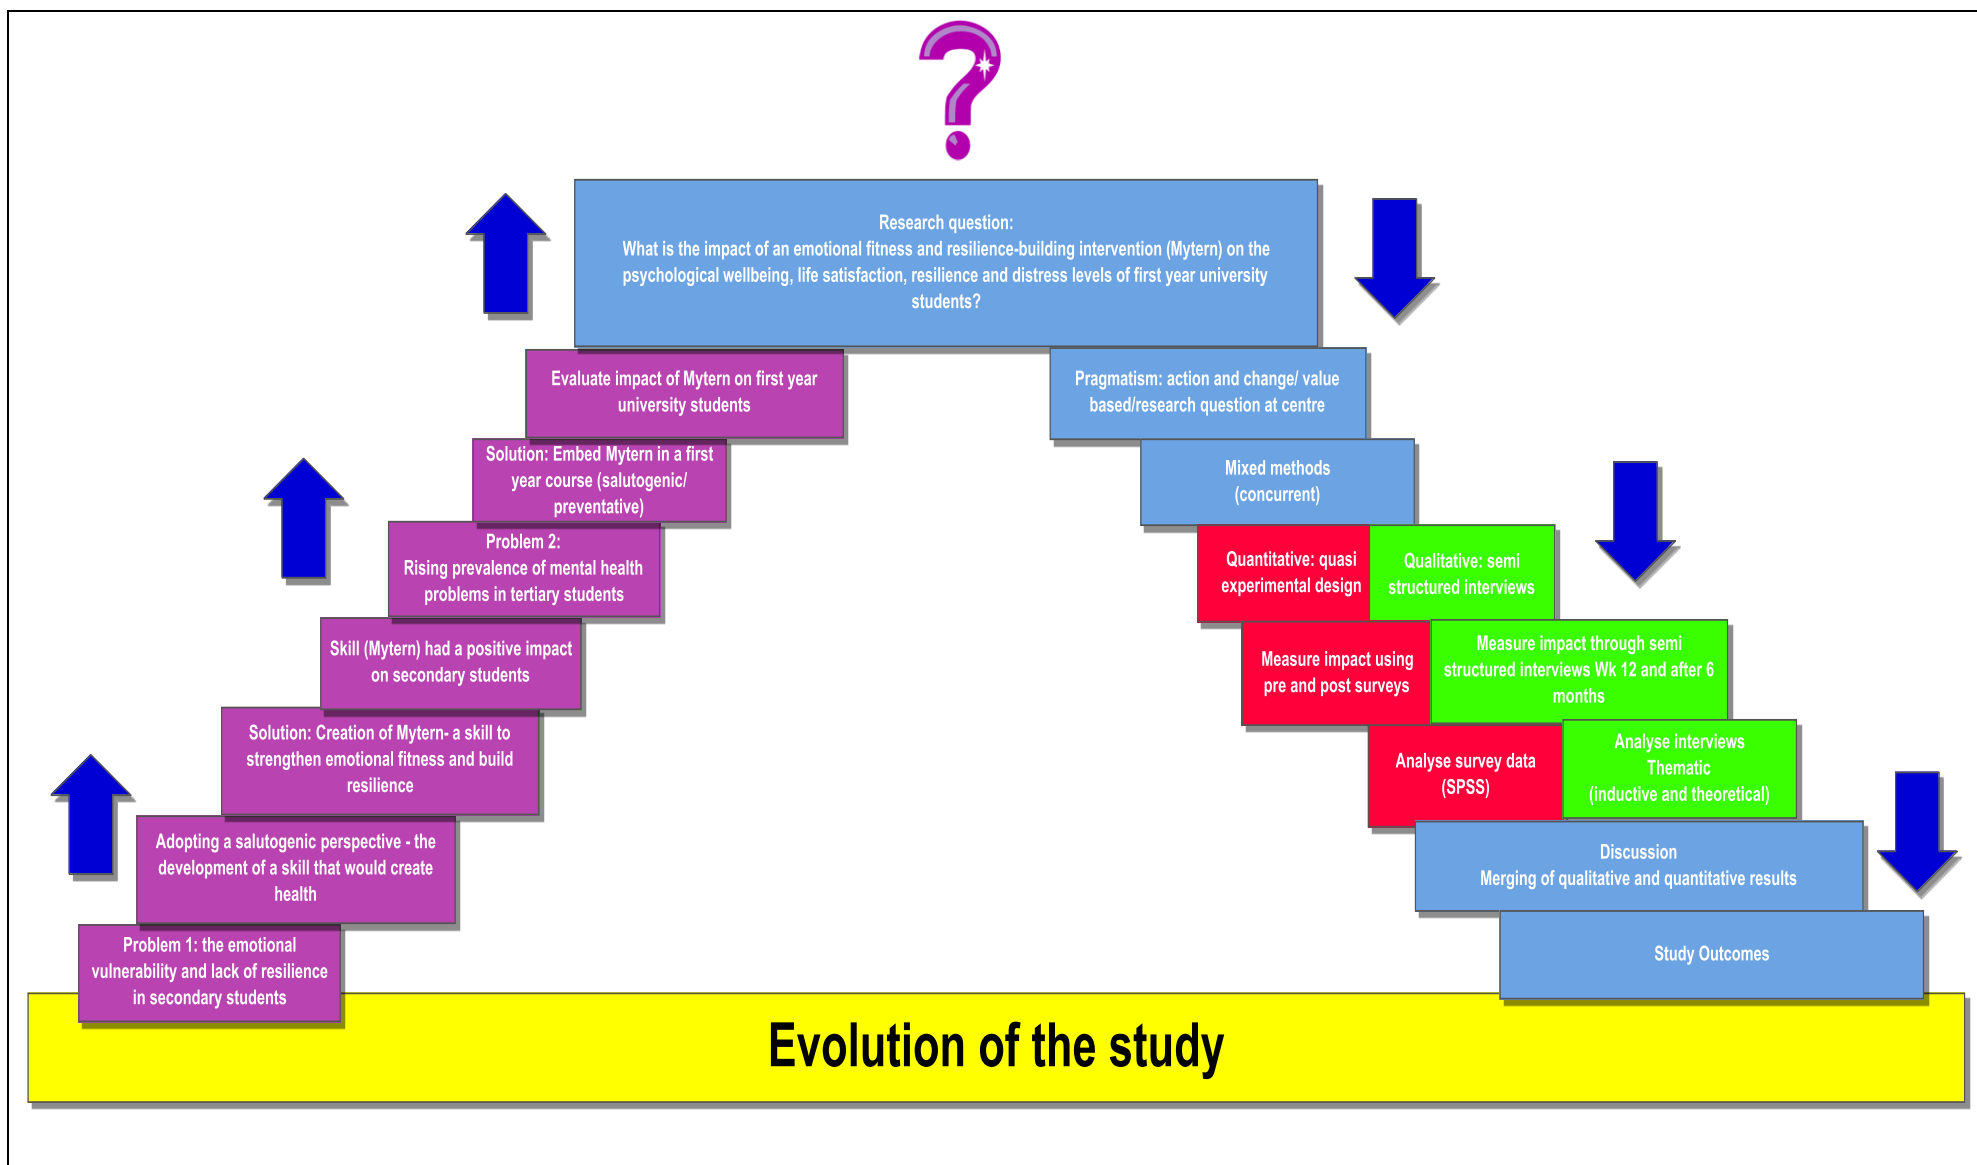 ?
Research question:
What is the impact of an emotional fitness and resilience-building intervention (Mytern) on the
psychological wellbeing, life satisfaction, resilience and distress levels of first year university
students?
Evaluate impact of Mytern on first year
university students
Solution: Embed Mytern in a first
year course (salutogenic/
preventative)
Problem 2:
Rising prevalence of mental health
problems in tertiary students
Skill (Mytern) had a positive impact
on secondary students
Solution: Creation of Mytern- a skill to
strengthen emotional fitness and build
resilience
Adopting a salutogenic perspective - the
development of a skill that would create
health
Problem 1: the emotional
vulnerability and lack of resilience
in secondary students
Pragmatism: action and change/ value
based/research question at centre
Mixed methods
(concurrent)
Quantitative: quasi
experimental design
Qualitative: semi
structured interviews
Measure impact using
pre and post surveys
Measure impact through semi
structured interviews Wk 12 and after 6
months
Analyse survey data
(SPSS)
Analyse interviews
Thematic
(inductive and theoretical)
Discussion
Merging of qualitative and quantitative results
Study Outcomes
Evolution of the study